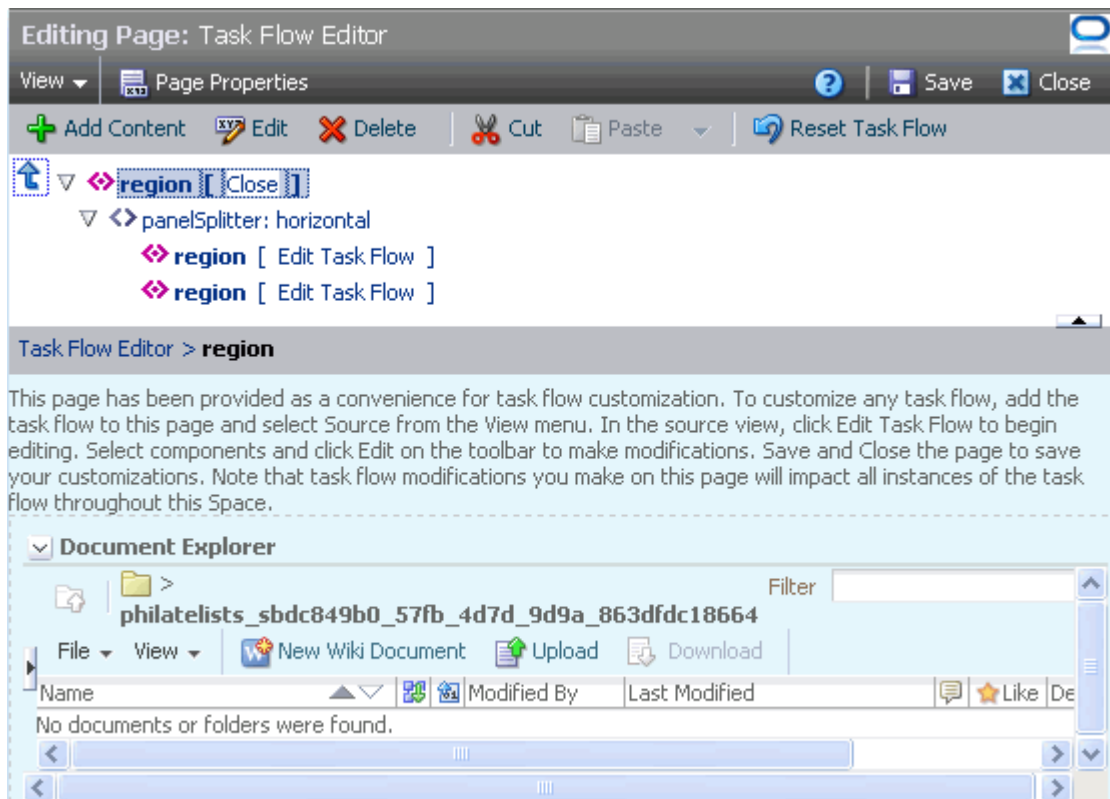 Editing Page: Task Flow Editor
View Page Properties Save Close
Add Content Edit Delete Cut Paste Reset Task Flow
region [ Close ]
panelSplitter: horizontal
region [ Edit Task Flow ]
region [ Edit Task Flow ]
Task Flow Editor > region
This page has been provided as a convenience for task flow customization. To customize any task flow, add the
task flow to this page and select Source from the View menu. In the source view, click Edit Task Flow to begin
editing. Select components and click Edit on the toolbar to make modifications. Save and Close the page to save
your customizations. Note that task flow modifications you make on this page will impact all instances of the task
flow throughout this Space.
Document Explorer
> Filter
philatelists_sbdc849b0_57fb_4d7d_9d9a_863dfdc18664
File View New Wiki Document Upload Download
Name Modified By Last Modified Like De
No documents or folders were found.